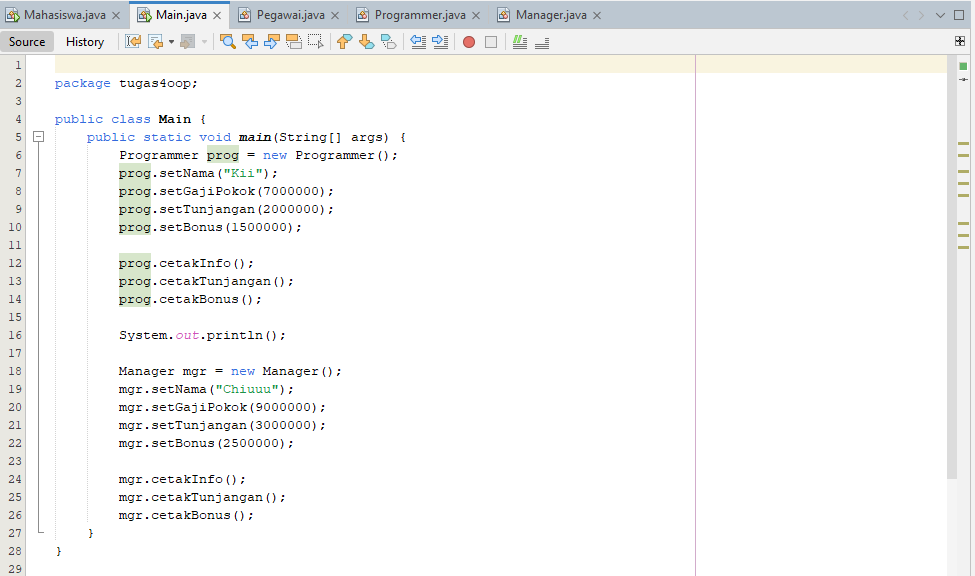 Mahasiswa.java Main.java Pegawai.java Programmer.java Manager.java
Source History
1
2 package tugas4oop;
3
4 public class Main {
5 public static void main(String[] args) {
6 Programmer prog = new Programmer();
7 prog.setNama("Kii");
8 prog.setGajiPokok(7000000);
9 prog.setTunjangan(2000000);
10 prog.setBonus(1500000);
11
12 prog.cetakInfo();
13 prog.cetakTunjangan();
14 prog.cetakBonus();
15
16 System.out.println();
17
18 Manager mgr = new Manager();
19 mgr.setNama("Chiuuu");
20 mgr.setGajiPokok(9000000);
21 mgr.setTunjangan(3000000);
22 mgr.setBonus(2500000);
23
24 mgr.cetakInfo();
25 mgr.cetakTunjangan();
26 mgr.cetakBonus();
27 }
28 }
29